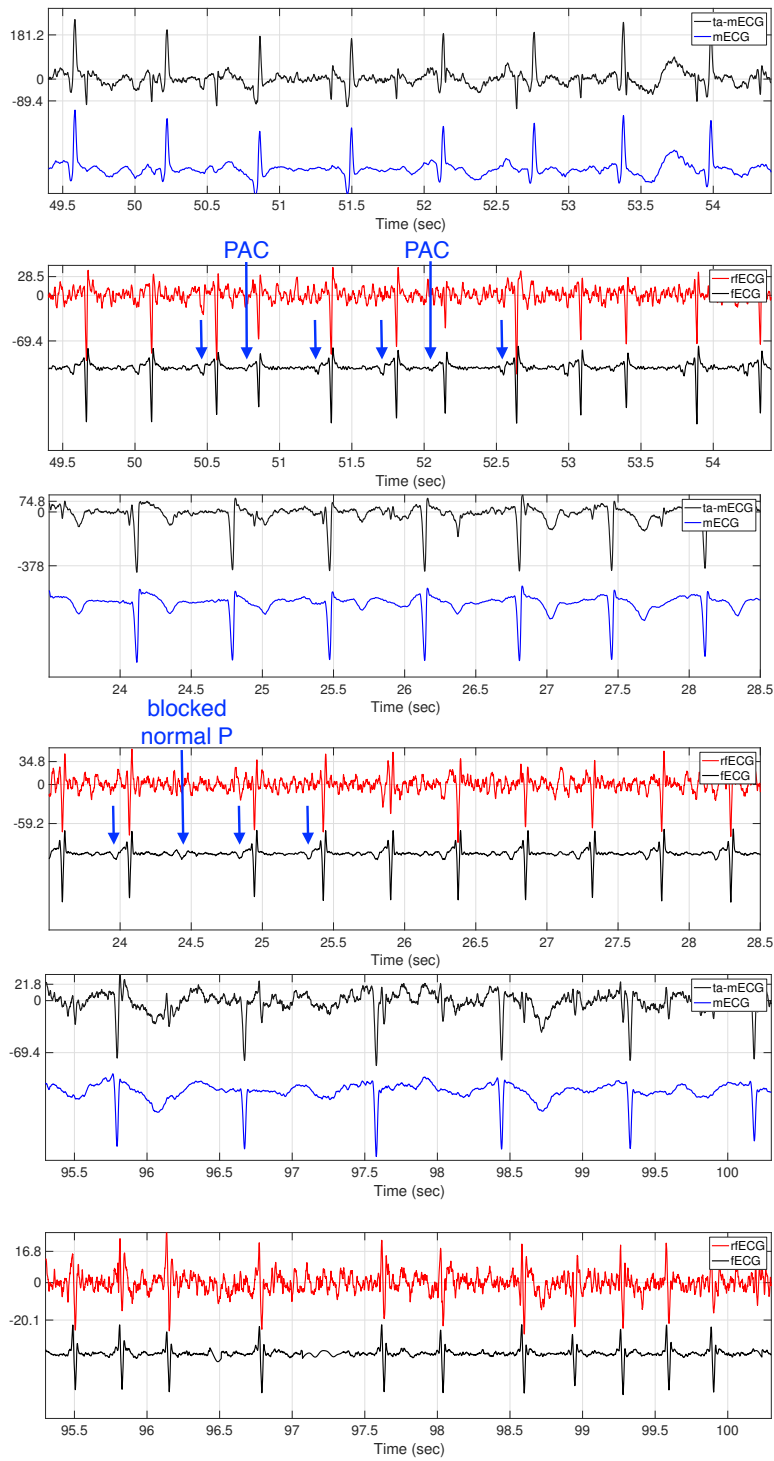 181.2
0
-89.4
ta-mECG
mECG
49.5 50 50.5 51 51.5 52 52.5 53 53.5 54
Time (sec)
PAC PAC
28.5
0
-69.4
rfECG
fECG
49.5 50 50.5 51 51.5 52 52.5 53 53.5 54
Time (sec)
74.8
0
-378
ta-mECG
mECG
24 24.5 25 25.5 26 26.5 27 27.5 28 28.5
Time (sec)
blocked
normal P
34.8
0
-59.2
rfECG
fECG
24 24.5 25 25.5 26 26.5 27 27.5 28 28.5
Time (sec)
21.8
0
-69.4
ta-mECG
mECG
95.5 96 96.5 97 97.5 98 98.5 99 99.5 100
Time (sec)
16.8
0
-20.1
rfECG
fECG
95.5 96 96.5 97 97.5 98 98.5 99 99.5 100
Time (sec)